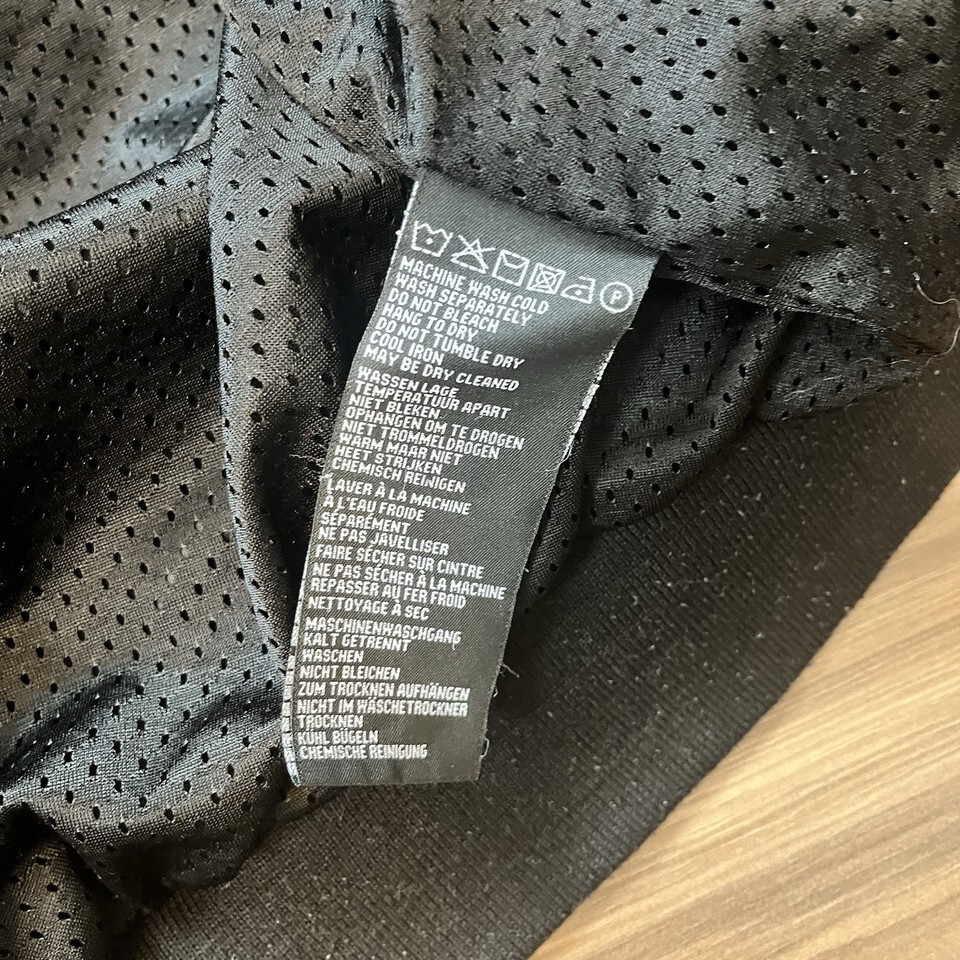 P
MACHINE WASH COLD
WASH SEPARATELY
DO NOT BLEACH
HANG TO DRY
DO NOT TUMBLE DRY
COOL IRON
MAY BE DRY CLEANED
WASSEN LAGE
TEMPERATUUR APART
NIET BLEKEN
OPHANGEN OM TE DROGEN
NIET TROMMELDROGEN
WARM MAAR NIET
HEET STRIJKEN
CHEMISCH REINIGEN
LAVER À LA MACHINE
À L'EAU FROIDE
SÉPARÉMENT
NE PAS JAVELLISER
FAIRE SÉCHER SUR CINTRE
NE PAS SÉCHER À LA MACHINE
REPASSER AU FER FROID
NETTOYAGE À SEC
MASCHINENWASCHGANG
KALT GETRENNT
WASCHEN
NICHT BLEICHEN
ZUM TROCKNEN AUFHÄNGEN
NICHT IM WÄSCHETROCKNER
TROCKNEN
KÜHL BÜGELN
CHEMISCHE REINIGUNG